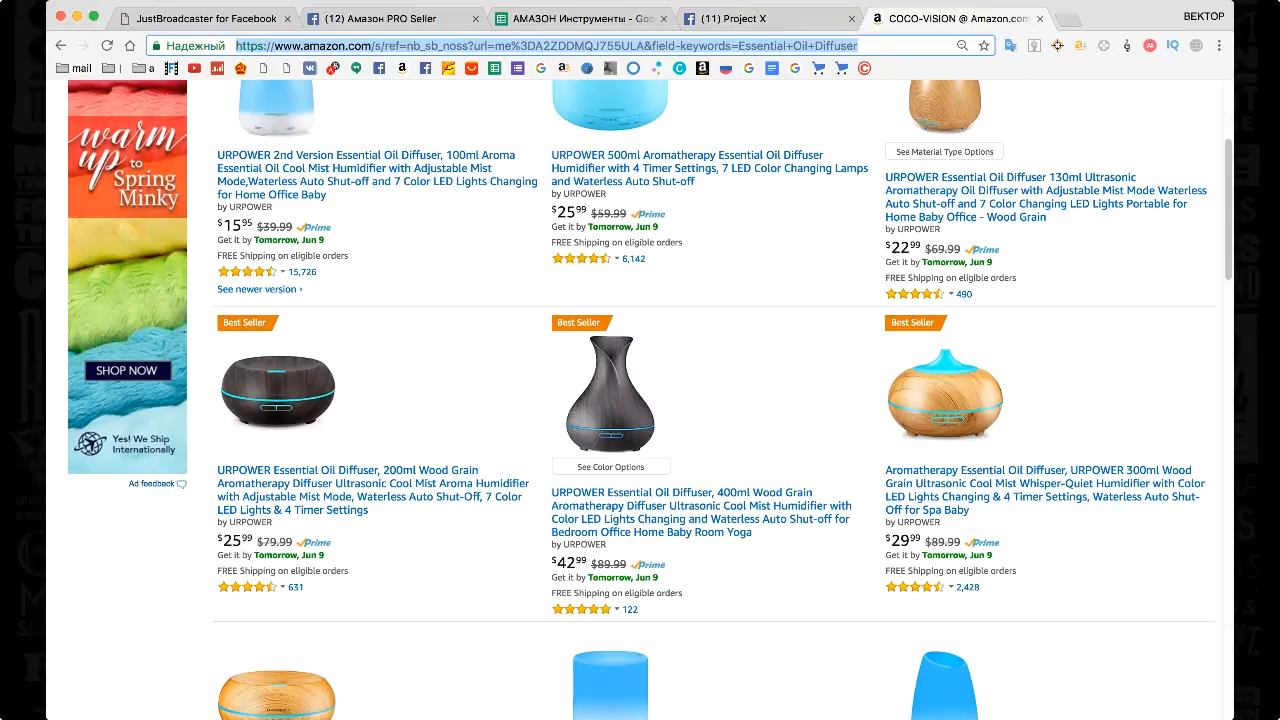 JustBroadcaster for Facebook
(12) Амазон PRO Seller
АМАЗОН Инструменты - Goo
(11) Project X
COCO-VISION @ Amazon.com
ВЕКТОР
Надежный
https://www.amazon.com/s/ref=nb_sb_noss?url=me%3DA2ZDDMQJ755ULA&field-keywords=Essential+Oil+Diffuser
mail
a
warm
up to
Spring
Minky
SHOP NOW
Yes! We Ship
Internationally
Ad feedback
URPOWER 2nd Version Essential Oil Diffuser, 100ml Aroma
Essential Oil Cool Mist Humidifier with Adjustable Mist
Mode,Waterless Auto Shut-off and 7 Color LED Lights Changing
for Home Office Baby
by URPOWER
$15.95 $39.99 Prime
Get it by Tomorrow, Jun 9
FREE Shipping on eligible orders
15,726
See newer version
URPOWER 500ml Aromatherapy Essential Oil Diffuser
Humidifier with 4 Timer Settings, 7 LED Color Changing Lamps
and Waterless Auto Shut-off
by URPOWER
$25.99 $59.99 Prime
Get it by Tomorrow, Jun 9
FREE Shipping on eligible orders
6,142
See Material Type Options
URPOWER Essential Oil Diffuser 130ml Ultrasonic
Aromatherapy Oil Diffuser with Adjustable Mist Mode Waterless
Auto Shut-off and 7 Color Changing LED Lights Portable for
Home Baby Office - Wood Grain
by URPOWER
$22.99 $69.99 Prime
Get it by Tomorrow, Jun 9
FREE Shipping on eligible orders
490
Best Seller
URPOWER Essential Oil Diffuser, 200ml Wood Grain
Aromatherapy Diffuser Ultrasonic Cool Mist Aroma Humidifier
with Adjustable Mist Mode, Waterless Auto Shut-Off, 7 Color
LED Lights & 4 Timer Settings
by URPOWER
$25.99 $79.99 Prime
Get it by Tomorrow, Jun 9
FREE Shipping on eligible orders
631
Best Seller
See Color Options
URPOWER Essential Oil Diffuser, 400ml Wood Grain
Aromatherapy Diffuser Ultrasonic Cool Mist Humidifier with
Color LED Lights Changing and Waterless Auto Shut-off for
Bedroom Office Home Baby Room Yoga
by URPOWER
$42.99 $89.99 Prime
Get it by Tomorrow, Jun 9
FREE Shipping on eligible orders
122
Best Seller
Aromatherapy Essential Oil Diffuser, URPOWER 300ml Wood
Grain Ultrasonic Cool Mist Whisper-Quiet Humidifier with Color
LED Lights Changing & 4 Timer Settings, Waterless Auto Shut-
Off for Spa Baby
by URPOWER
$29.99 $89.99 Prime
Get it by Tomorrow, Jun 9
FREE Shipping on eligible orders
2,428